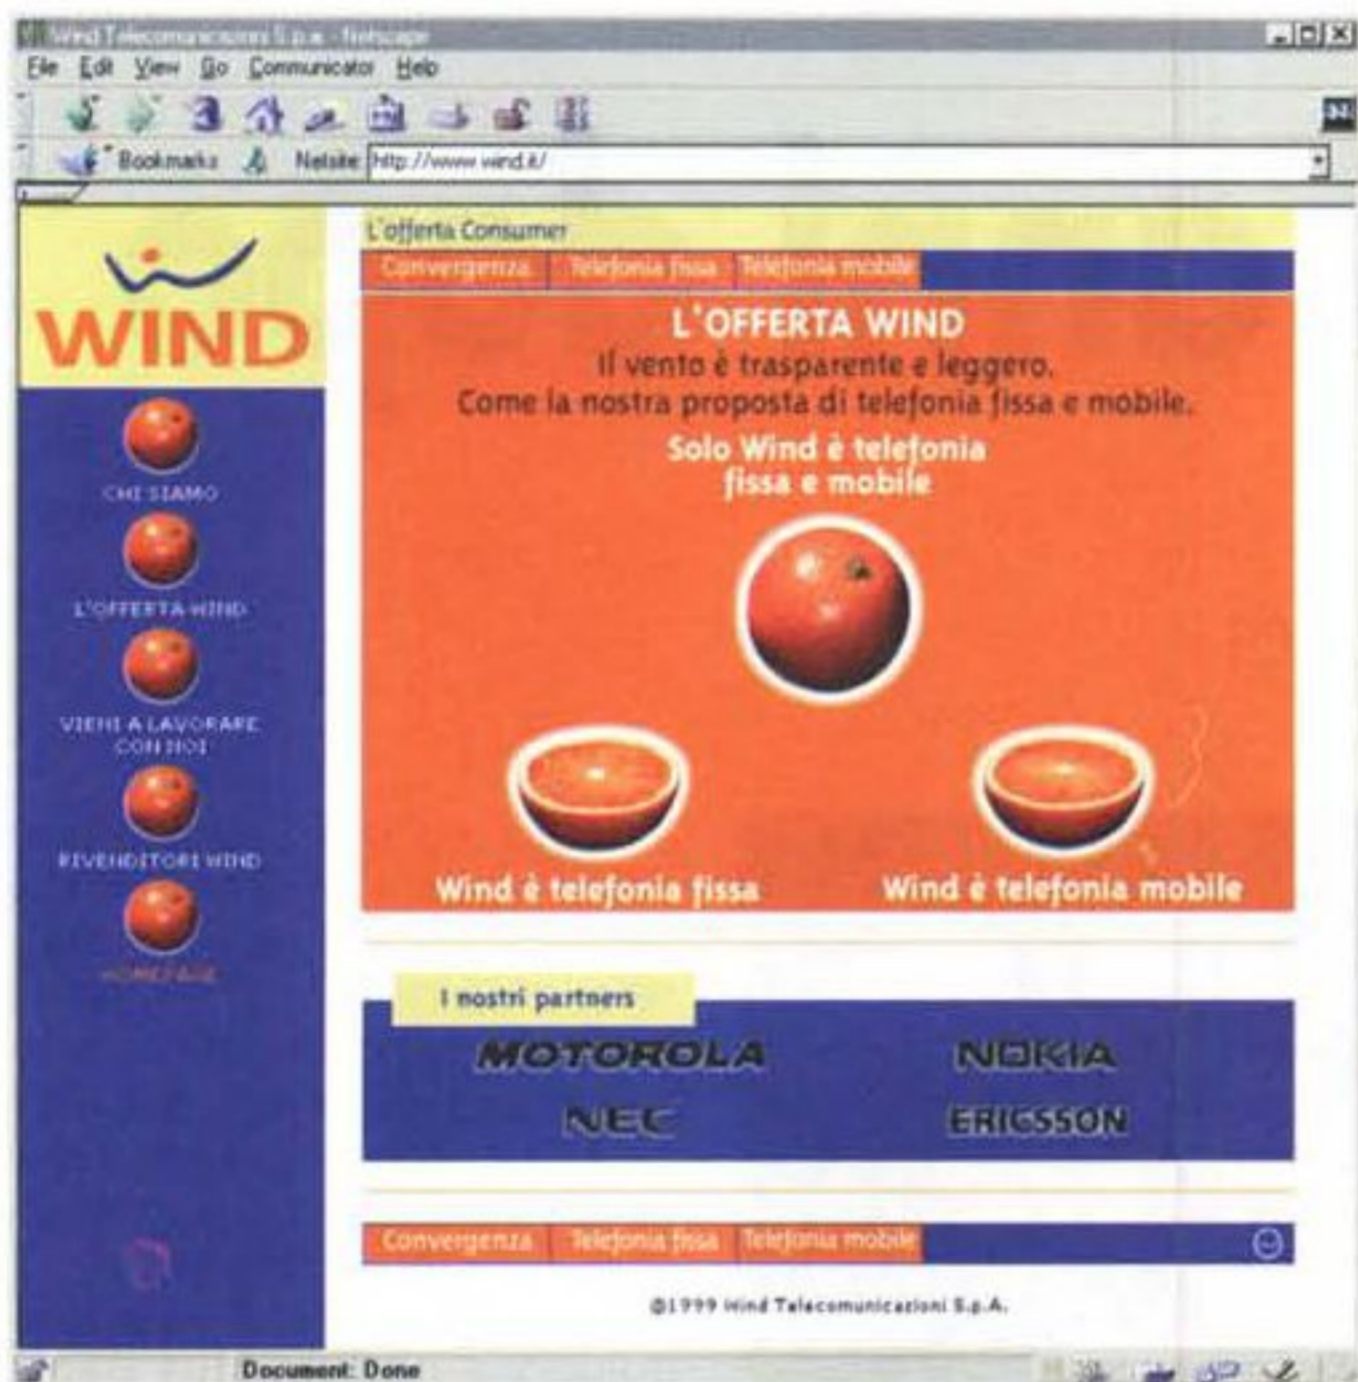 Wind Telecomunicazioni S.p.a. - Netscape
File Edit View Go Communicator Help
Bookmarks Netsite: http://www.wind.it/
WIND
CHI SIAMO
L'OFFERTA WIND
VIENI A LAVORARE
CON NOI
RIVENDITORI WIND
HOMEPAGE
L'offerta Consumer
Convergenza Telefonia fissa Telefonia mobile
L'OFFERTA WIND
Il vento è trasparente e leggero.
Come la nostra proposta di telefonia fissa e mobile.
Solo Wind è telefonia
fissa e mobile
Wind è telefonia fissa Wind è telefonia mobile
I nostri partners
MOTOROLA NOKIA
NEC ERICSSON
Convergenza Telefonia fissa Telefonia mobile
©1999 Wind Telecomunicazioni S.p.A.
Document: Done